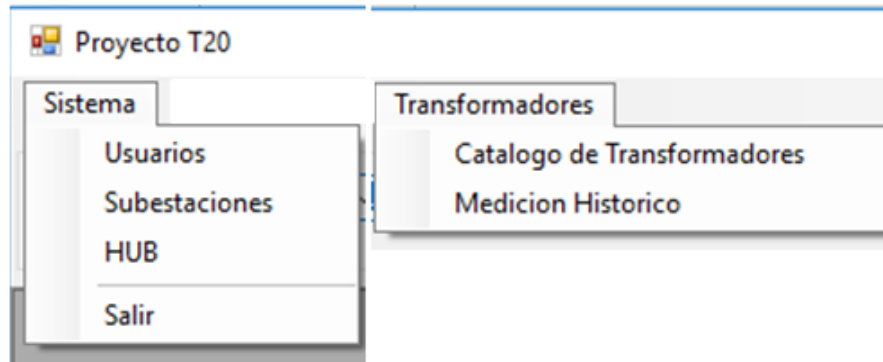 Proyecto T20
Sistema
Usuarios
Subestaciones
HUB
Salir
Transformadores
Catalogo de Transformadores
Medicion Historico